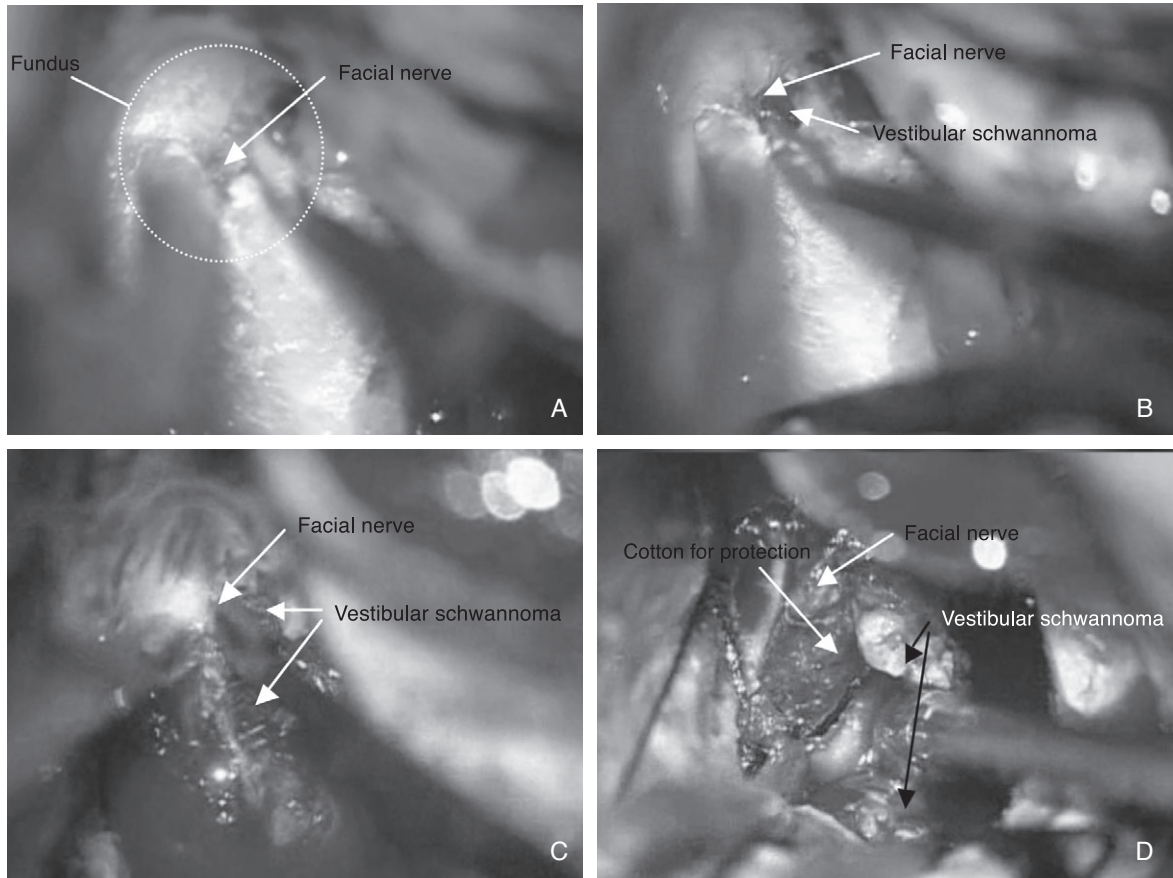 Fundus
Facial nerve
A
Facial nerve
Vestibular schwannoma
B
Facial nerve
Vestibular schwannoma
C
Cotton for protection
Facial nerve
Vestibular schwannoma
D